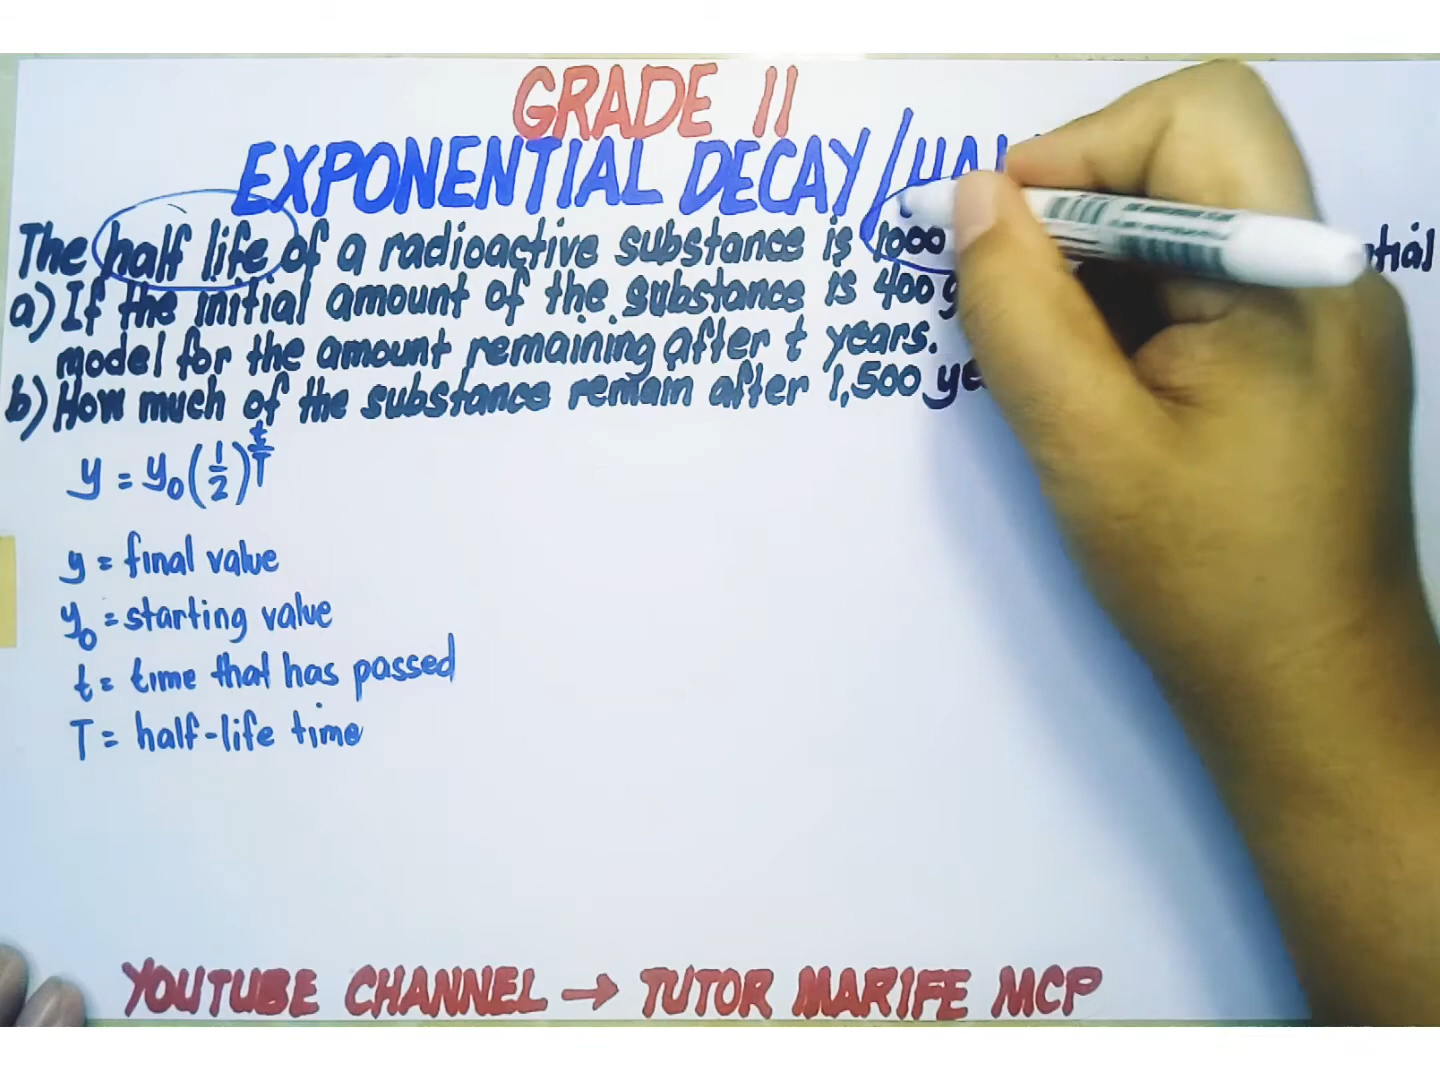 GRADE 11
EXPONENTIAL DECAY/HAL
The half life of a radioactive substance is 1000
a) If the initial amount of the substance is 400 g
model for the amount remaining after t years.
b) How much of the substance remain after 1,500 ye
y = y₀(1/2)^(t/T)
y = final value
y₀ = starting value
t = time that has passed
T = half-life time
YOUTUBE CHANNEL → TUTOR MARIFE MCP